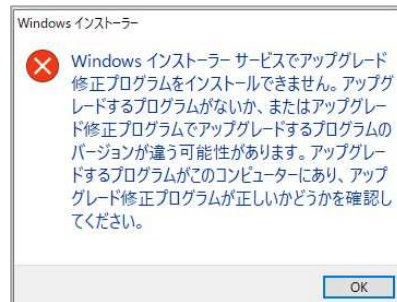 Windows インストーラー
Windows インストーラー サービスでアップグレード
修正プログラムをインストールできません。アップグ
レードするプログラムがないか、またはアップグレー
ド修正プログラムでアップグレードするプログラムの
バージョンが違う可能性があります。アップグレー
ドするプログラムがこのコンピューターにあり、アップ
グレード修正プログラムが正しいかどうかを確認し
てください。
OK